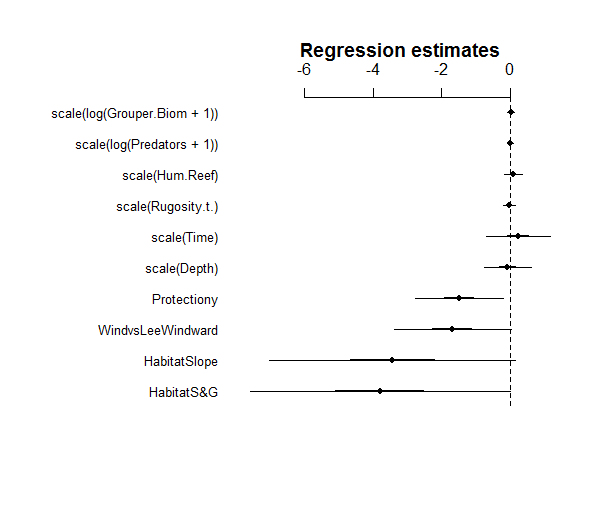 Regression estimates
-6 -4 -2 0
scale(log(Grouper.Biom + 1))
scale(log(Predators + 1))
scale(Hum.Reef)
scale(Rugosity.t.)
scale(Time)
scale(Depth)
Protectiony
WindvsLeeWindward
HabitatSlope
HabitatS&G